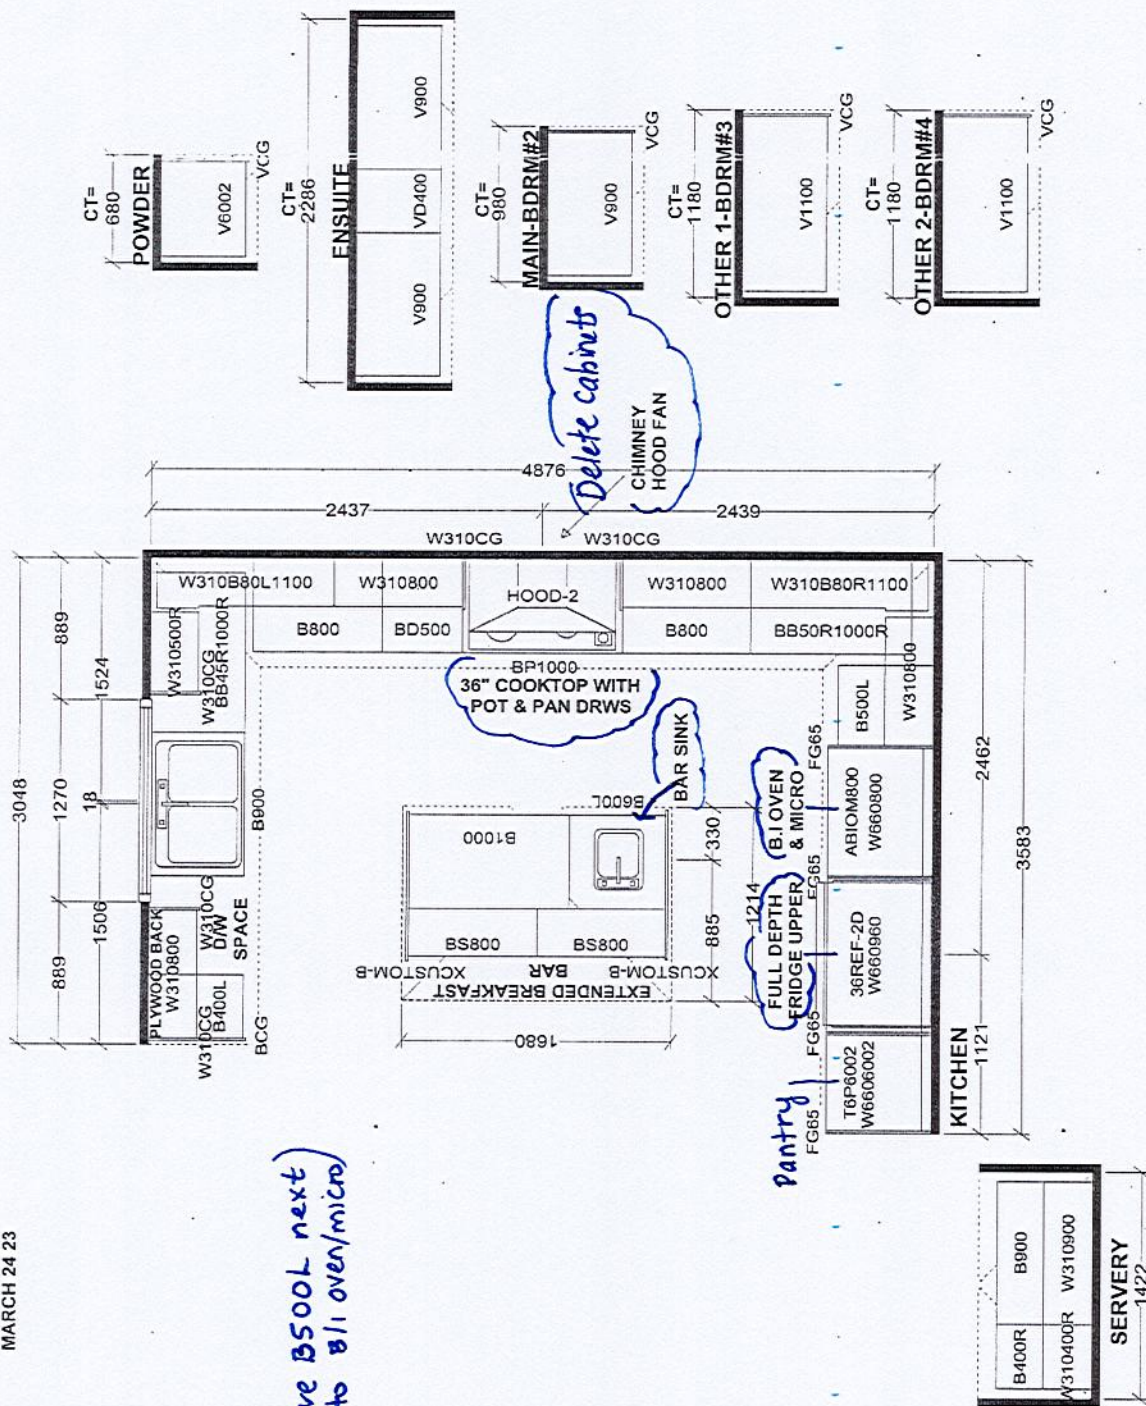 MARCH 24 23
CT=
680
POWDER
V6002
VCG
CT=
2286
ENSUITE
V900
VD400
V900
CT=
980
MAIN-BDRM#2
V900
VCG
CT=
1180
OTHER 1-BDRM#3
V1100
VCG
CT=
1180
OTHER 2-BDRM#4
V1100
VCG
Delete cabinets
CHIMNEY
HOOD FAN
4876
2437
2439
W310CG
W310CG
3048
889
1270
889
1524
18
1506
W310B80L1100
W310800
HOOD-2
W310800
W310B80R1100
B800
BD500
B800
BB50R1000R
BP1000
36" COOKTOP WITH
POT & PAN DRWS
W310500R
W310CG
BB45R1000R
B900
PLYWOOD BACK
W310800
W310CG
D/W
SPACE
W310CG
B400L
BCG
BAR SINK
B600L
B1000
BS800
BS800
XCUSTOM-B
BAR
XCUSTOM-B
EXTENDED BREAKFAST
1680
330
885
1214
W310800
B500L
FG65
B.I OVEN
& MICRO
ABIOM800
W660800
FG65
FULL DEPTH
FRIDGE UPPER
36REF-2D
W660960
FG65
Pantry
T6P6002
W6606002
FG65
KITCHEN
2462
1121
3583
ve B500L next
to B/I oven/micro
B400R
B900
W310400R
W310900
SERVERY
1422